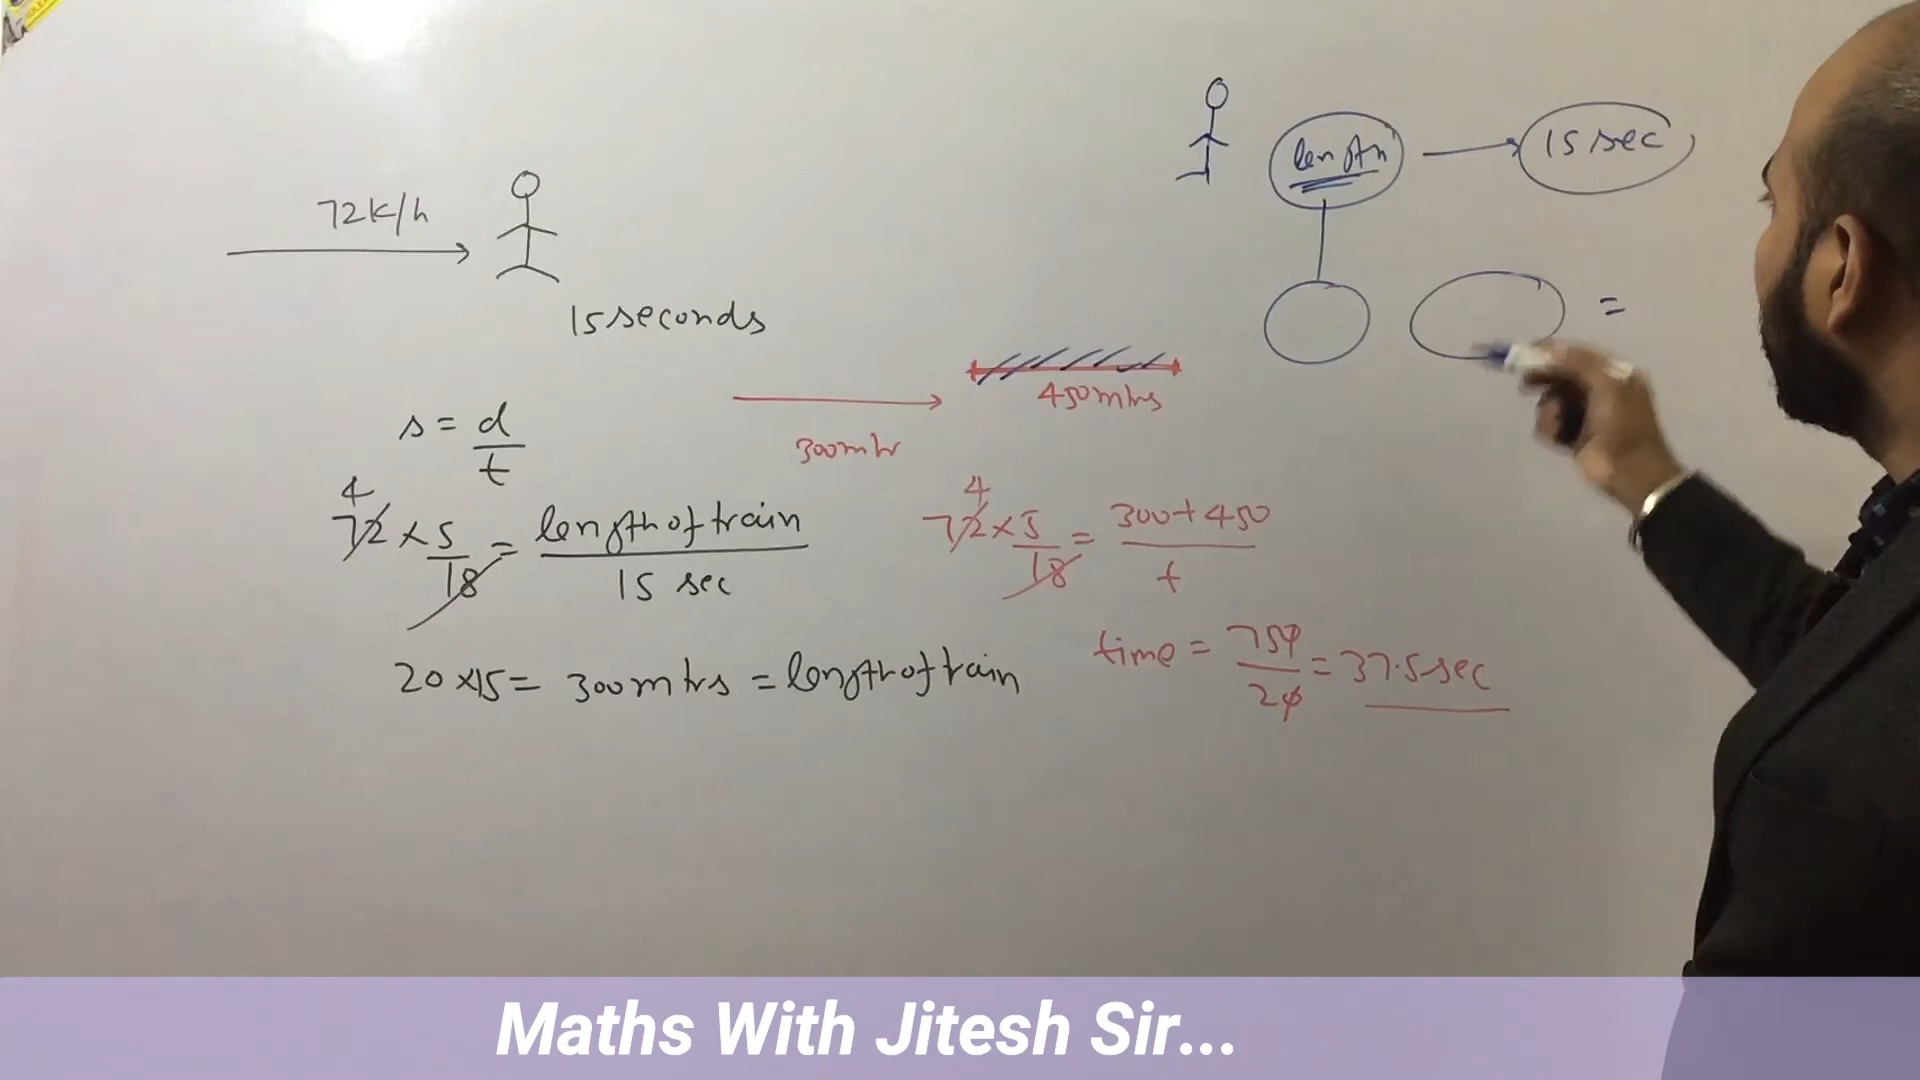 72k/h
15 seconds
s = d/t
4
72 × 5/18 = length of train / 15 sec
20 × 15 = 300 mtrs = length of train
length → 15 sec
=
450 mtrs
300 mtr
4
72 × 5/18 = 300 + 450 / t
time = 750/20 = 37.5 sec
Maths With Jitesh Sir...